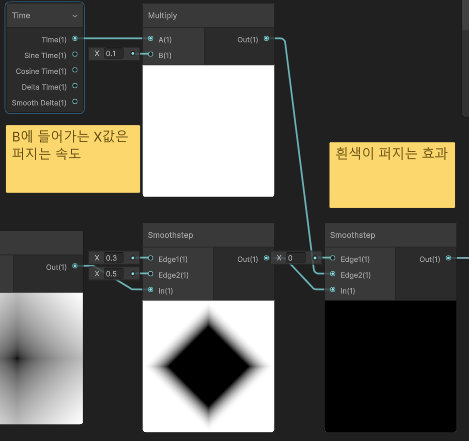 Time
Time(1)
Sine Time(1)
Cosine Time(1)
Delta Time(1)
Smooth Delta(1)
Multiply
X 0.1
A(1)
B(1)
Out(1)
B에 들어가는 X값은
퍼지는 속도
흰색이 퍼지는 효과
Out(1)
Smoothstep
X 0.3
X 0.5
Edge1(1)
Edge2(1)
In(1)
Out(1)
Smoothstep
X 0
Edge1(1)
Edge2(1)
In(1)
Out(1)